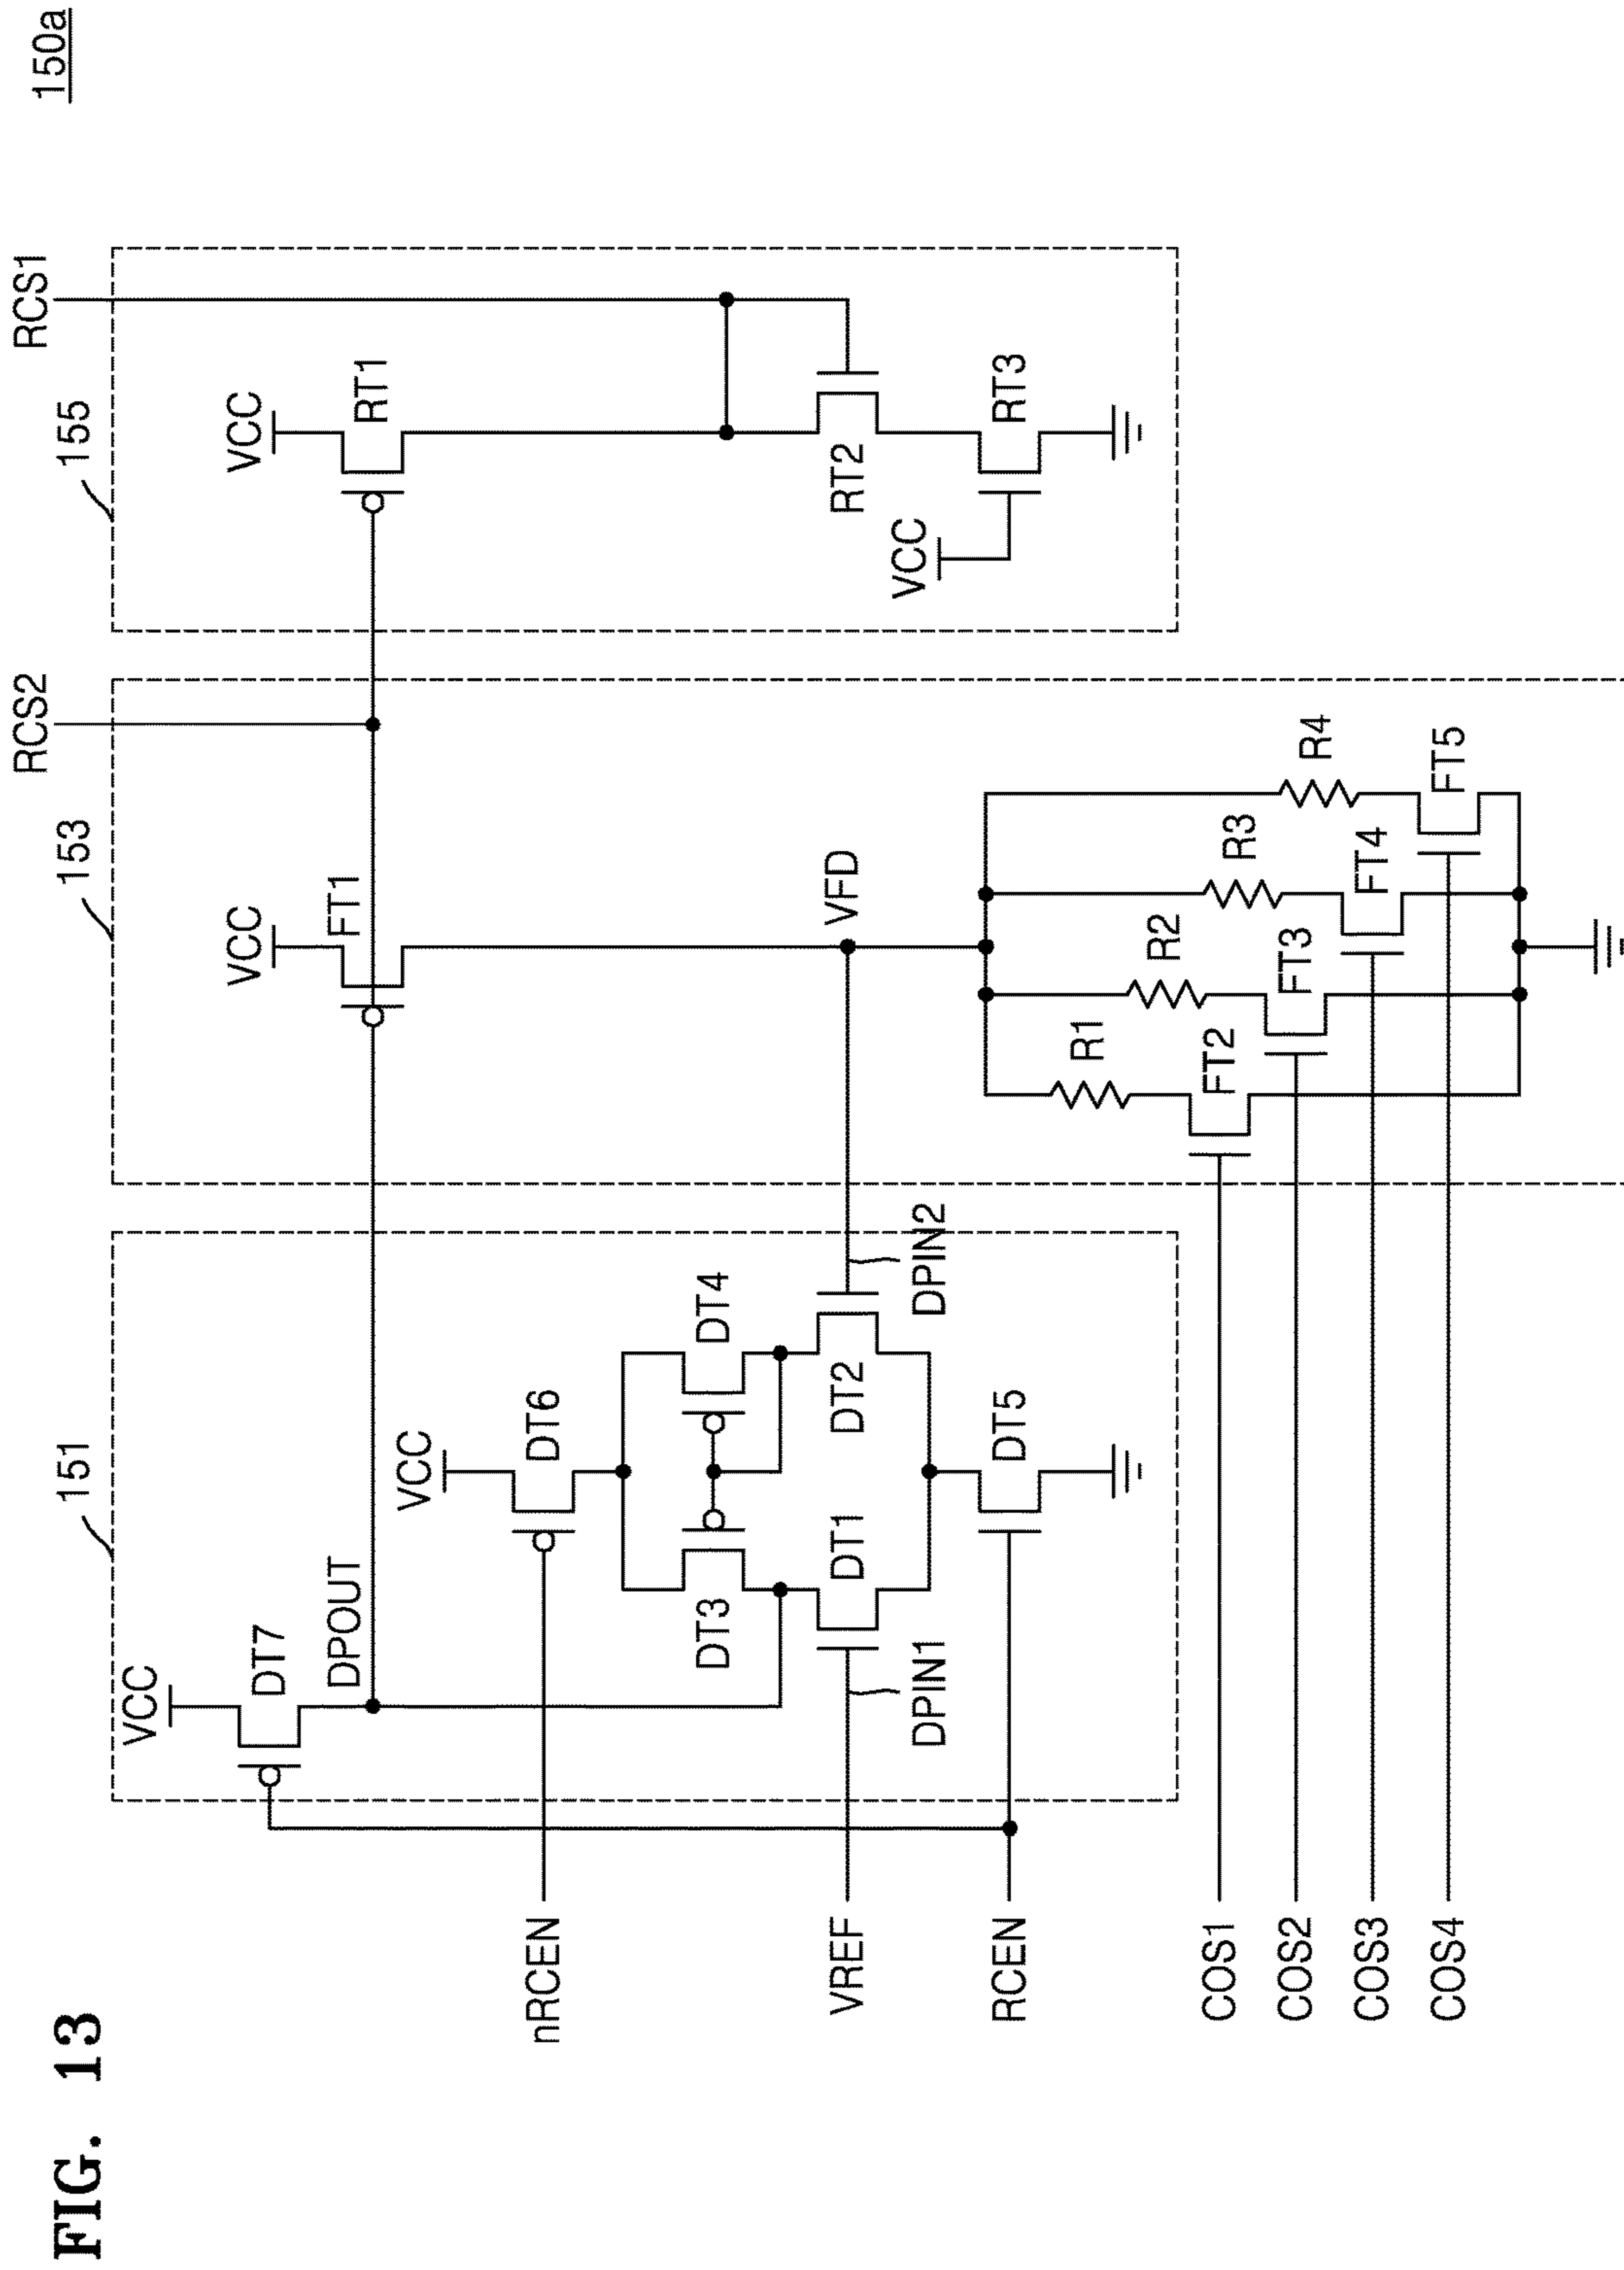 FIG. 13
150a
151
153
155
RCS2
RCS1
VCC
DT7
DPOUT
VCC
DT6
DT3
DT4
DT1
DT2
DPIN1
DPIN2
DT5
nRCEN
VREF
RCEN
COS1
COS2
COS3
COS4
VCC
FT1
VFD
R1
R2
R3
R4
FT2
FT3
FT4
FT5
VCC
RT1
RT2
VCC
RT3